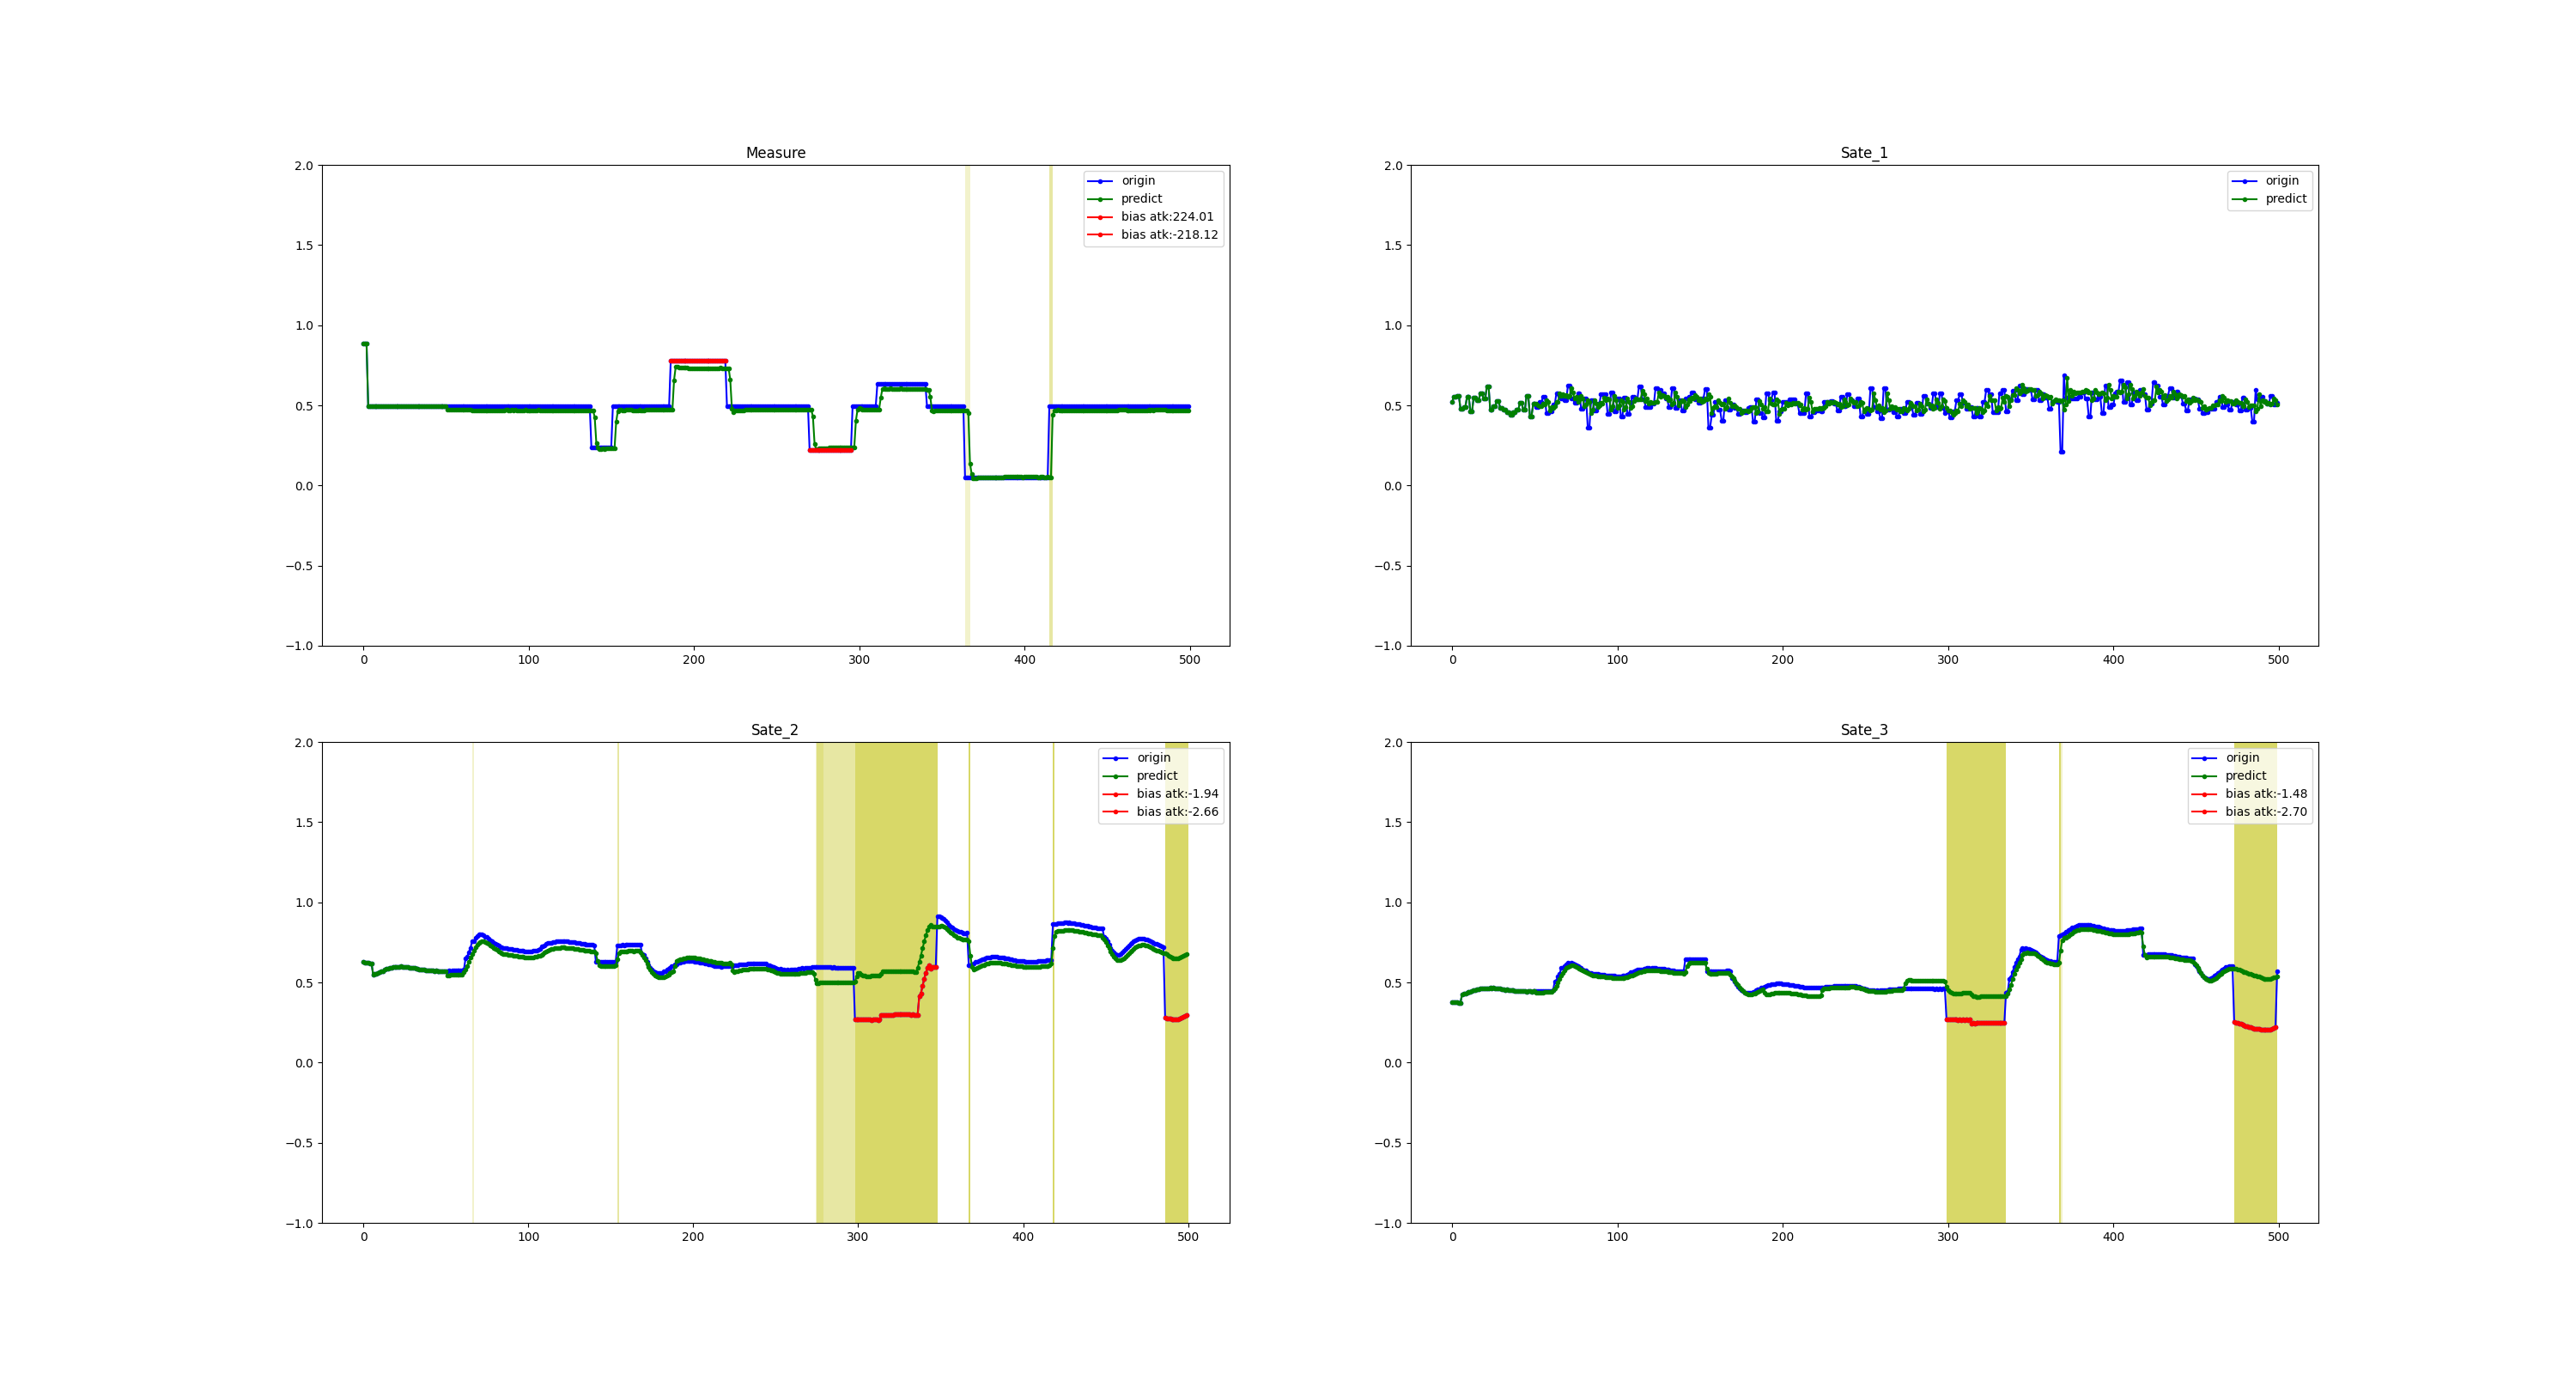 Measure
2.0
1.5
1.0
0.5
0.0
−0.5
−1.0
0 100 200 300 400 500
origin
predict
bias atk:224.01
bias atk:-218.12
Sate_1
2.0
1.5
1.0
0.5
0.0
−0.5
−1.0
0 100 200 300 400 500
origin
predict
Sate_2
2.0
1.5
1.0
0.5
0.0
−0.5
−1.0
0 100 200 300 400 500
origin
predict
bias atk:-1.94
bias atk:-2.66
Sate_3
2.0
1.5
1.0
0.5
0.0
−0.5
−1.0
0 100 200 300 400 500
origin
predict
bias atk:-1.48
bias atk:-2.70